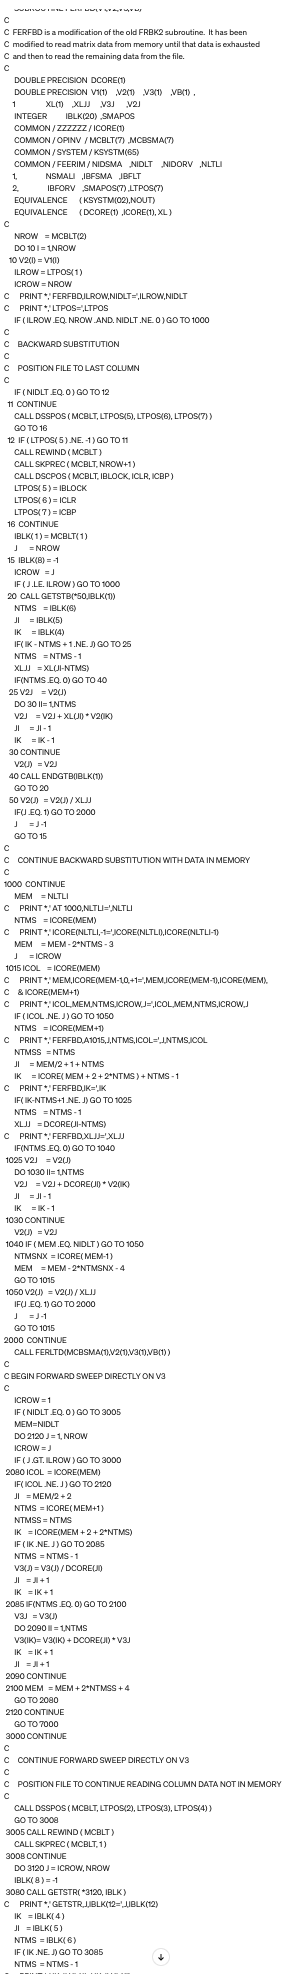 SUBROUTINE FERFBD(V1,V2,V3,VB)
C
C FERFBD is a modification of the old FRBK2 subroutine. It has been
C modified to read matrix data from memory until that data is exhausted
C and then to read the remaining data from the file.
C
DOUBLE PRECISION DCORE(1)
DOUBLE PRECISION V1(1) ,V2(1) ,V3(1) ,VB(1) ,
1 XL(1) ,XLJJ ,V3J ,V2J
INTEGER IBLK(20) ,SMAPOS
COMMON / ZZZZZZ / ICORE(1)
COMMON / OPINV / MCBLT(7) ,MCBSMA(7)
COMMON / SYSTEM / KSYSTM(65)
COMMON / FEERIM / NIDSMA ,NIDLT ,NIDORV ,NLTLI
1, NSMALI ,IBFSMA ,IBFLT
2, IBFORV ,SMAPOS(7) ,LTPOS(7)
EQUIVALENCE ( KSYSTM(02),NOUT)
EQUIVALENCE ( DCORE(1) ,ICORE(1), XL )
C
NROW = MCBLT(2)
DO 10 I = 1,NROW
10 V2(I) = V1(I)
ILROW = LTPOS( 1 )
ICROW = NROW
C PRINT *,' FERFBD,ILROW,NIDLT=',ILROW,NIDLT
C PRINT *,' LTPOS=',LTPOS
IF ( ILROW .EQ. NROW .AND. NIDLT .NE. 0 ) GO TO 1000
C
C BACKWARD SUBSTITUTION
C
C POSITION FILE TO LAST COLUMN
C
IF ( NIDLT .EQ. 0 ) GO TO 12
11 CONTINUE
CALL DSSPOS ( MCBLT, LTPOS(5), LTPOS(6), LTPOS(7) )
GO TO 16
12 IF ( LTPOS( 5 ) .NE. -1 ) GO TO 11
CALL REWIND ( MCBLT )
CALL SKPREC ( MCBLT, NROW+1 )
CALL DSCPOS ( MCBLT, IBLOCK, ICLR, ICBP )
LTPOS( 5 ) = IBLOCK
LTPOS( 6 ) = ICLR
LTPOS( 7 ) = ICBP
16 CONTINUE
IBLK( 1 ) = MCBLT( 1 )
J = NROW
15 IBLK(8) = -1
ICROW = J
IF ( J .LE. ILROW ) GO TO 1000
20 CALL GETSTB(*50,IBLK(1))
NTMS = IBLK(6)
JI = IBLK(5)
IK = IBLK(4)
IF( IK - NTMS + 1 .NE. J) GO TO 25
NTMS = NTMS - 1
XLJJ = XL(JI-NTMS)
IF(NTMS .EQ. 0) GO TO 40
25 V2J = V2(J)
DO 30 II= 1,NTMS
V2J = V2J + XL(JI) * V2(IK)
JI = JI - 1
IK = IK - 1
30 CONTINUE
V2(J) = V2J
40 CALL ENDGTB(IBLK(1))
GO TO 20
50 V2(J) = V2(J) / XLJJ
IF(J .EQ. 1) GO TO 2000
J = J -1
GO TO 15
C
C CONTINUE BACKWARD SUBSTITUTION WITH DATA IN MEMORY
C
1000 CONTINUE
MEM = NLTLI
C PRINT *,' AT 1000,NLTLI=',NLTLI
NTMS = ICORE(MEM)
C PRINT *,' ICORE(NLTLI,-1=',ICORE(NLTLI),ICORE(NLTLI-1)
MEM = MEM - 2*NTMS - 3
J = ICROW
1015 ICOL = ICORE(MEM)
C PRINT *,' MEM,ICORE(MEM-1,0,+1=',MEM,ICORE(MEM-1),ICORE(MEM),
C & ICORE(MEM+1)
C PRINT *,' ICOL,MEM,NTMS,ICROW,J=',ICOL,MEM,NTMS,ICROW,J
IF ( ICOL .NE. J ) GO TO 1050
NTMS = ICORE(MEM+1)
C PRINT *,' FERFBD,A1015,J,NTMS,ICOL=',J,NTMS,ICOL
NTMSS = NTMS
JI = MEM/2 + 1 + NTMS
IK = ICORE( MEM + 2 + 2*NTMS ) + NTMS - 1
C PRINT *,' FERFBD,IK=',IK
IF( IK-NTMS+1 .NE. J) GO TO 1025
NTMS = NTMS - 1
XLJJ = DCORE(JI-NTMS)
C PRINT *,' FERFBD,XLJJ=',XLJJ
IF(NTMS .EQ. 0) GO TO 1040
1025 V2J = V2(J)
DO 1030 II= 1,NTMS
V2J = V2J + DCORE(JI) * V2(IK)
JI = JI - 1
IK = IK - 1
1030 CONTINUE
V2(J) = V2J
1040 IF ( MEM .EQ. NIDLT ) GO TO 1050
NTMSNX = ICORE( MEM-1 )
MEM = MEM - 2*NTMSNX - 4
GO TO 1015
1050 V2(J) = V2(J) / XLJJ
IF(J .EQ. 1) GO TO 2000
J = J -1
GO TO 1015
2000 CONTINUE
CALL FERLTD(MCBSMA(1),V2(1),V3(1),VB(1) )
C
C BEGIN FORWARD SWEEP DIRECTLY ON V3
C
ICROW = 1
IF ( NIDLT .EQ. 0 ) GO TO 3005
MEM=NIDLT
DO 2120 J = 1, NROW
ICROW = J
IF ( J .GT. ILROW ) GO TO 3000
2080 ICOL = ICORE(MEM)
IF( ICOL .NE. J ) GO TO 2120
JI = MEM/2 + 2
NTMS = ICORE( MEM+1 )
NTMSS = NTMS
IK = ICORE(MEM + 2 + 2*NTMS)
IF ( IK .NE. J ) GO TO 2085
NTMS = NTMS - 1
V3(J) = V3(J) / DCORE(JI)
JI = JI + 1
IK = IK + 1
2085 IF(NTMS .EQ. 0) GO TO 2100
V3J = V3(J)
DO 2090 II = 1,NTMS
V3(IK)= V3(IK) + DCORE(JI) * V3J
IK = IK + 1
JI = JI + 1
2090 CONTINUE
2100 MEM = MEM + 2*NTMSS + 4
GO TO 2080
2120 CONTINUE
GO TO 7000
3000 CONTINUE
C
C CONTINUE FORWARD SWEEP DIRECTLY ON V3
C
C POSITION FILE TO CONTINUE READING COLUMN DATA NOT IN MEMORY
C
CALL DSSPOS ( MCBLT, LTPOS(2), LTPOS(3), LTPOS(4) )
GO TO 3008
3005 CALL REWIND ( MCBLT )
CALL SKPREC ( MCBLT, 1 )
3008 CONTINUE
DO 3120 J = ICROW, NROW
IBLK( 8 ) = -1
3080 CALL GETSTR( *3120, IBLK )
C PRINT *,' GETSTR,J,IBLK(12=',J,IBLK(12)
IK = IBLK( 4 )
JI = IBLK( 5 )
NTMS = IBLK( 6 )
IF ( IK .NE. J ) GO TO 3085
NTMS = NTMS - 1